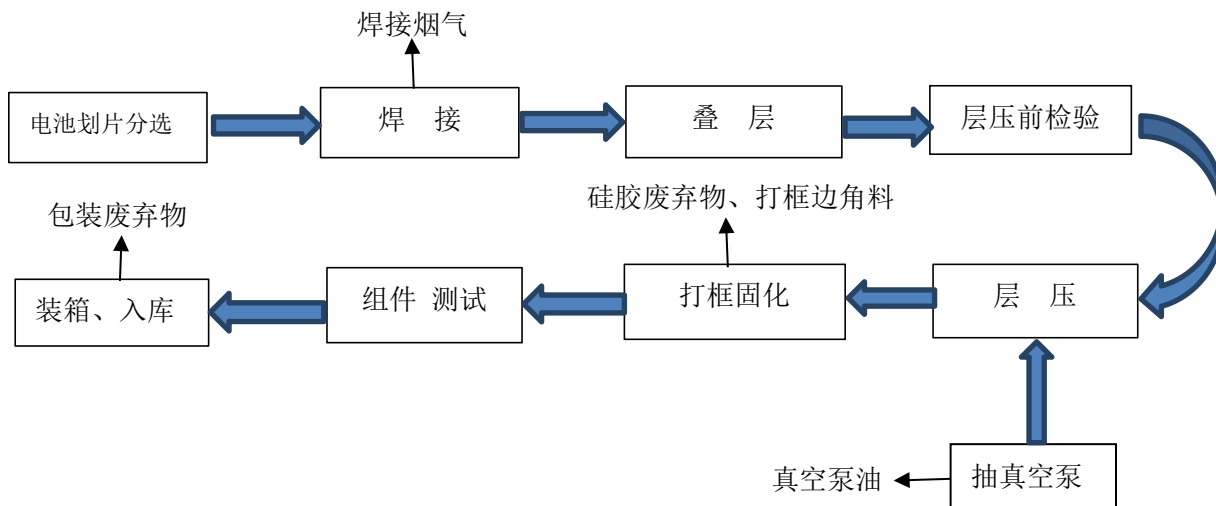 焊接烟气
电池划片分选
焊 接
叠 层
层压前检验
硅胶废弃物、打框边角料
包装废弃物
装箱、入库
组件 测试
打框固化
层 压
真空泵油
抽真空泵